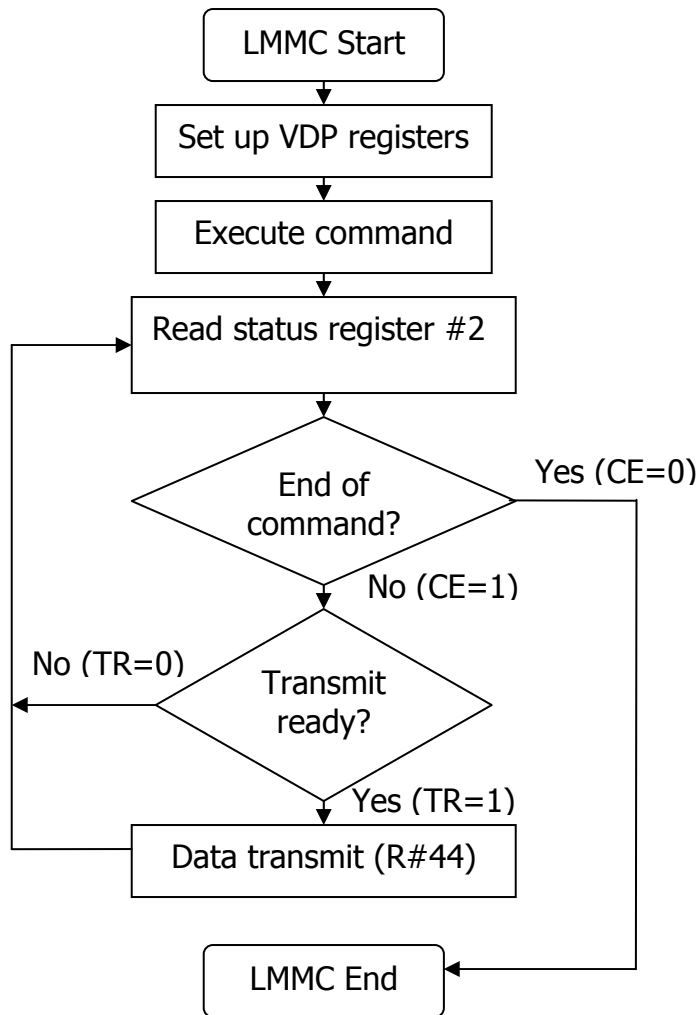 LMMC Start
Set up VDP registers
Execute command
Read status register #2
End of
command?
Yes (CE=0)
No (CE=1)
No (TR=0)
Transmit
ready?
Yes (TR=1)
Data transmit (R#44)
LMMC End